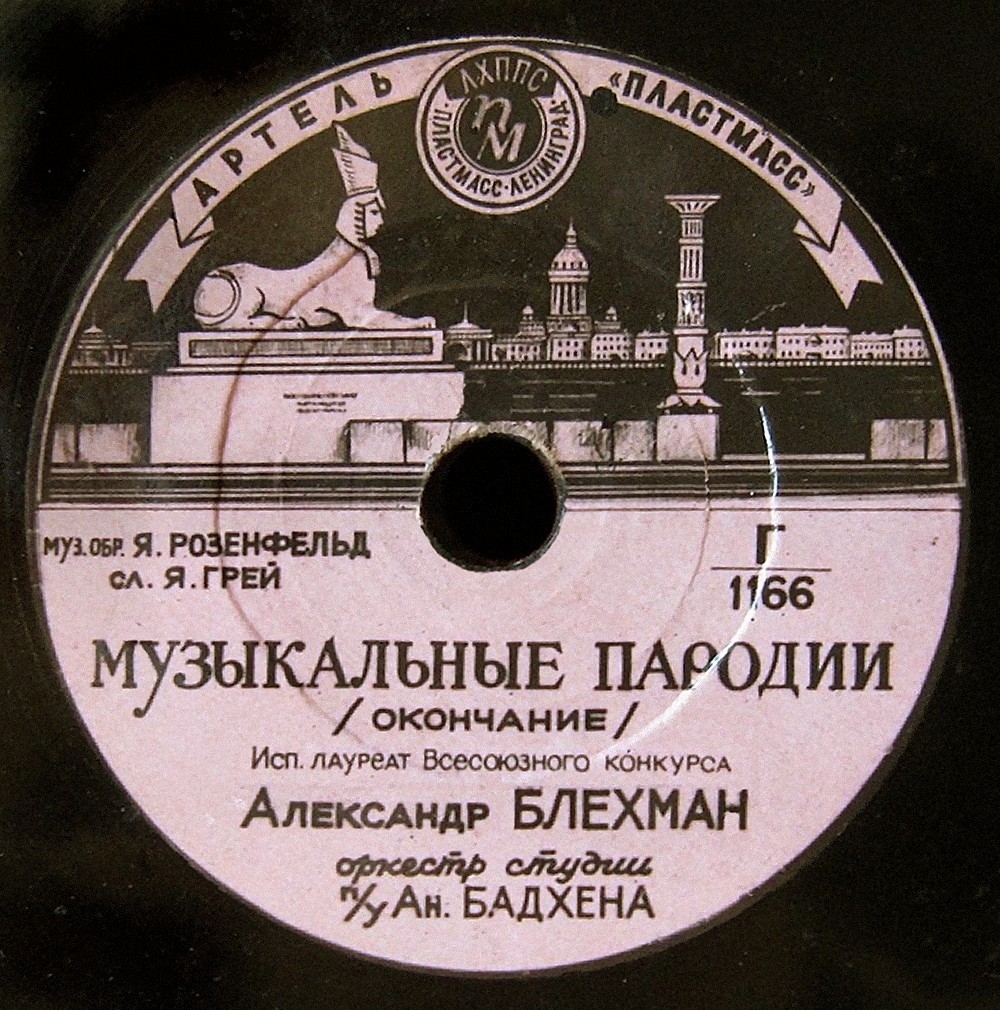 АРТЕЛЬ «ПЛАСТМАСС»
ЛХППС
ПМ
·ПЛАСТМАСС·ЛЕНИНГРАД·
МУЗ. ОБР. Я. РОЗЕНФЕЛЬД
СЛ. Я. ГРЕЙ
Г
1166
МУЗЫКАЛЬНЫЕ ПАРОДИИ
/ОКОНЧАНИЕ/
Исп. лауреат Всесоюзного конкурса
Александр БЛЕХМАН
оркестр студии
п/у Ан. БАДХЕНА